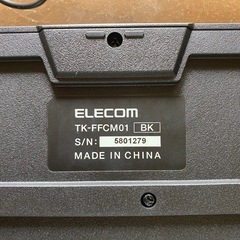 ELECOM
TK-FFCM01 BK
S/N: 5801279
MADE IN CHINA